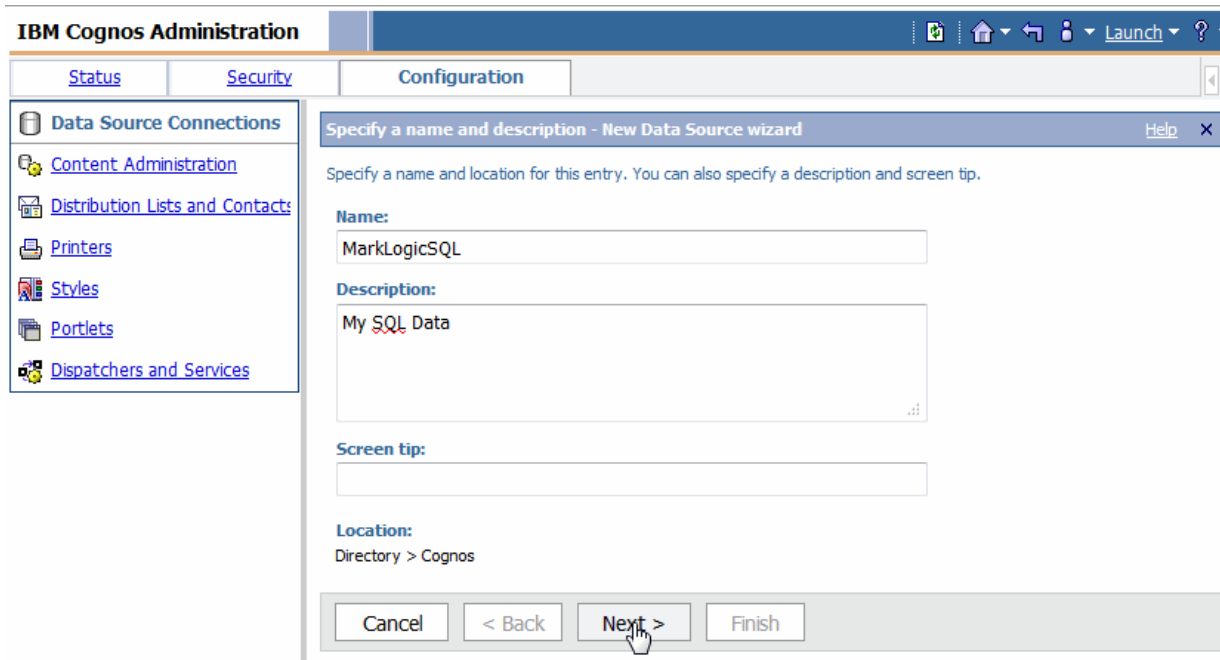 IBM Cognos Administration
Launch
?
Status
Security
Configuration
Data Source Connections
Content Administration
Distribution Lists and Contacts
Printers
Styles
Portlets
Dispatchers and Services
Specify a name and description - New Data Source wizard
Help
X
Specify a name and location for this entry. You can also specify a description and screen tip.
Name:
MarkLogicSQL
Description:
My SQL Data
Screen tip:
Location:
Directory > Cognos
Cancel
< Back
Next >
Finish